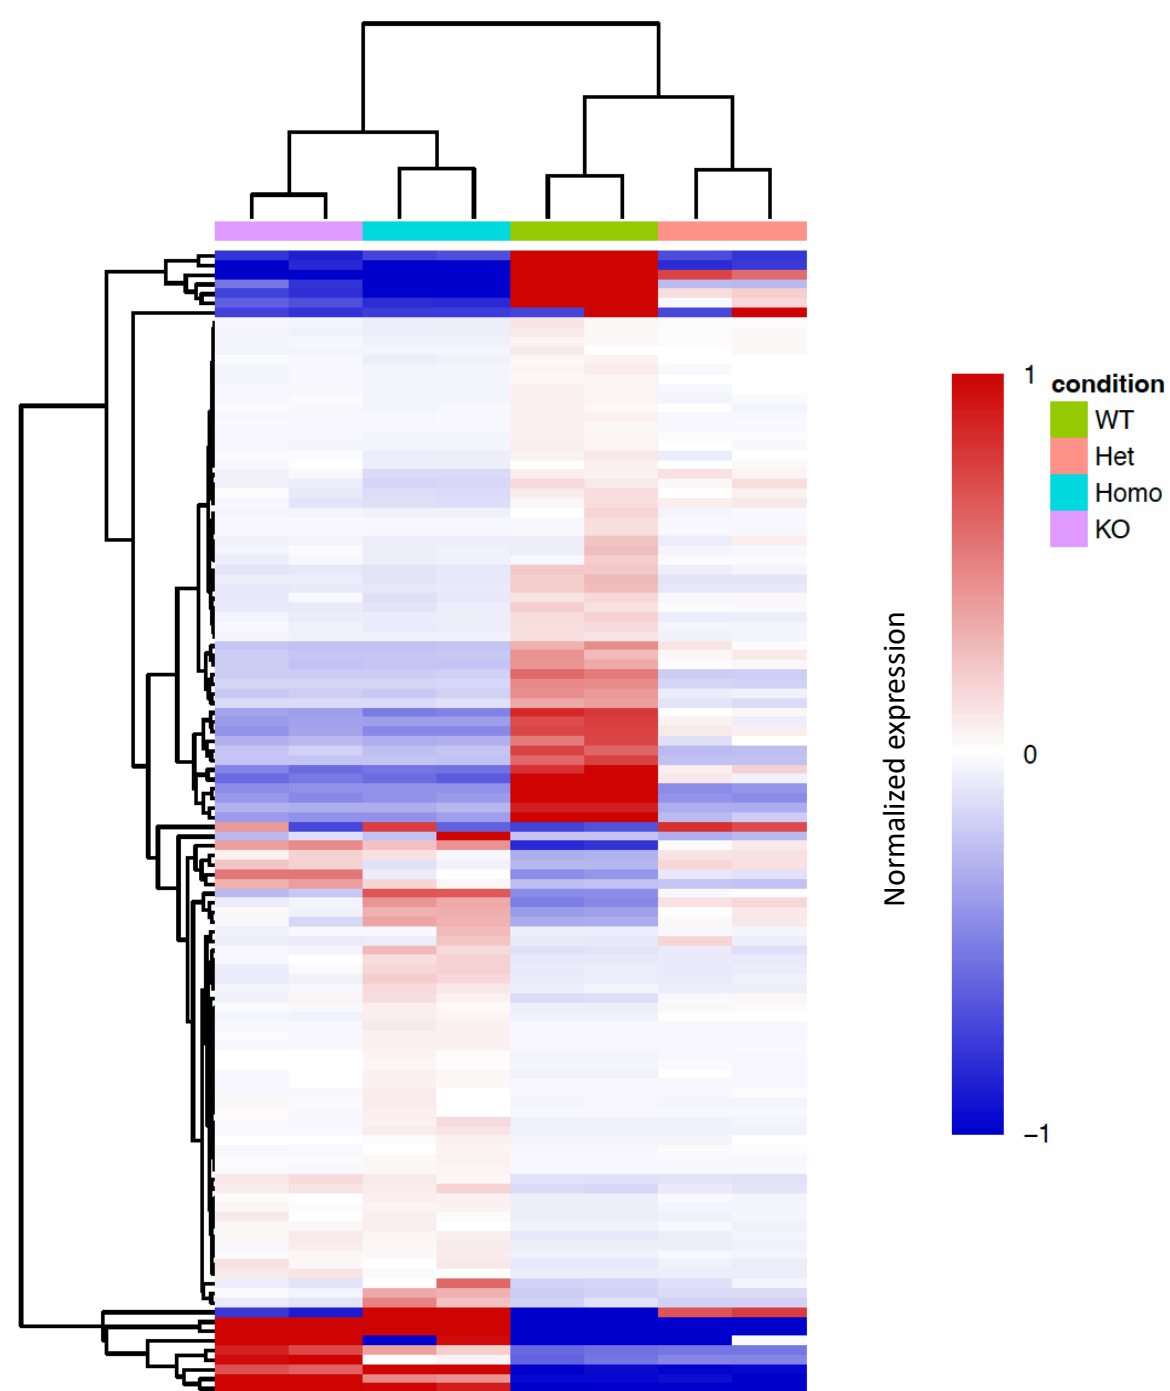 1
condition
WT
Het
Homo
KO
Normalized expression
0
−1